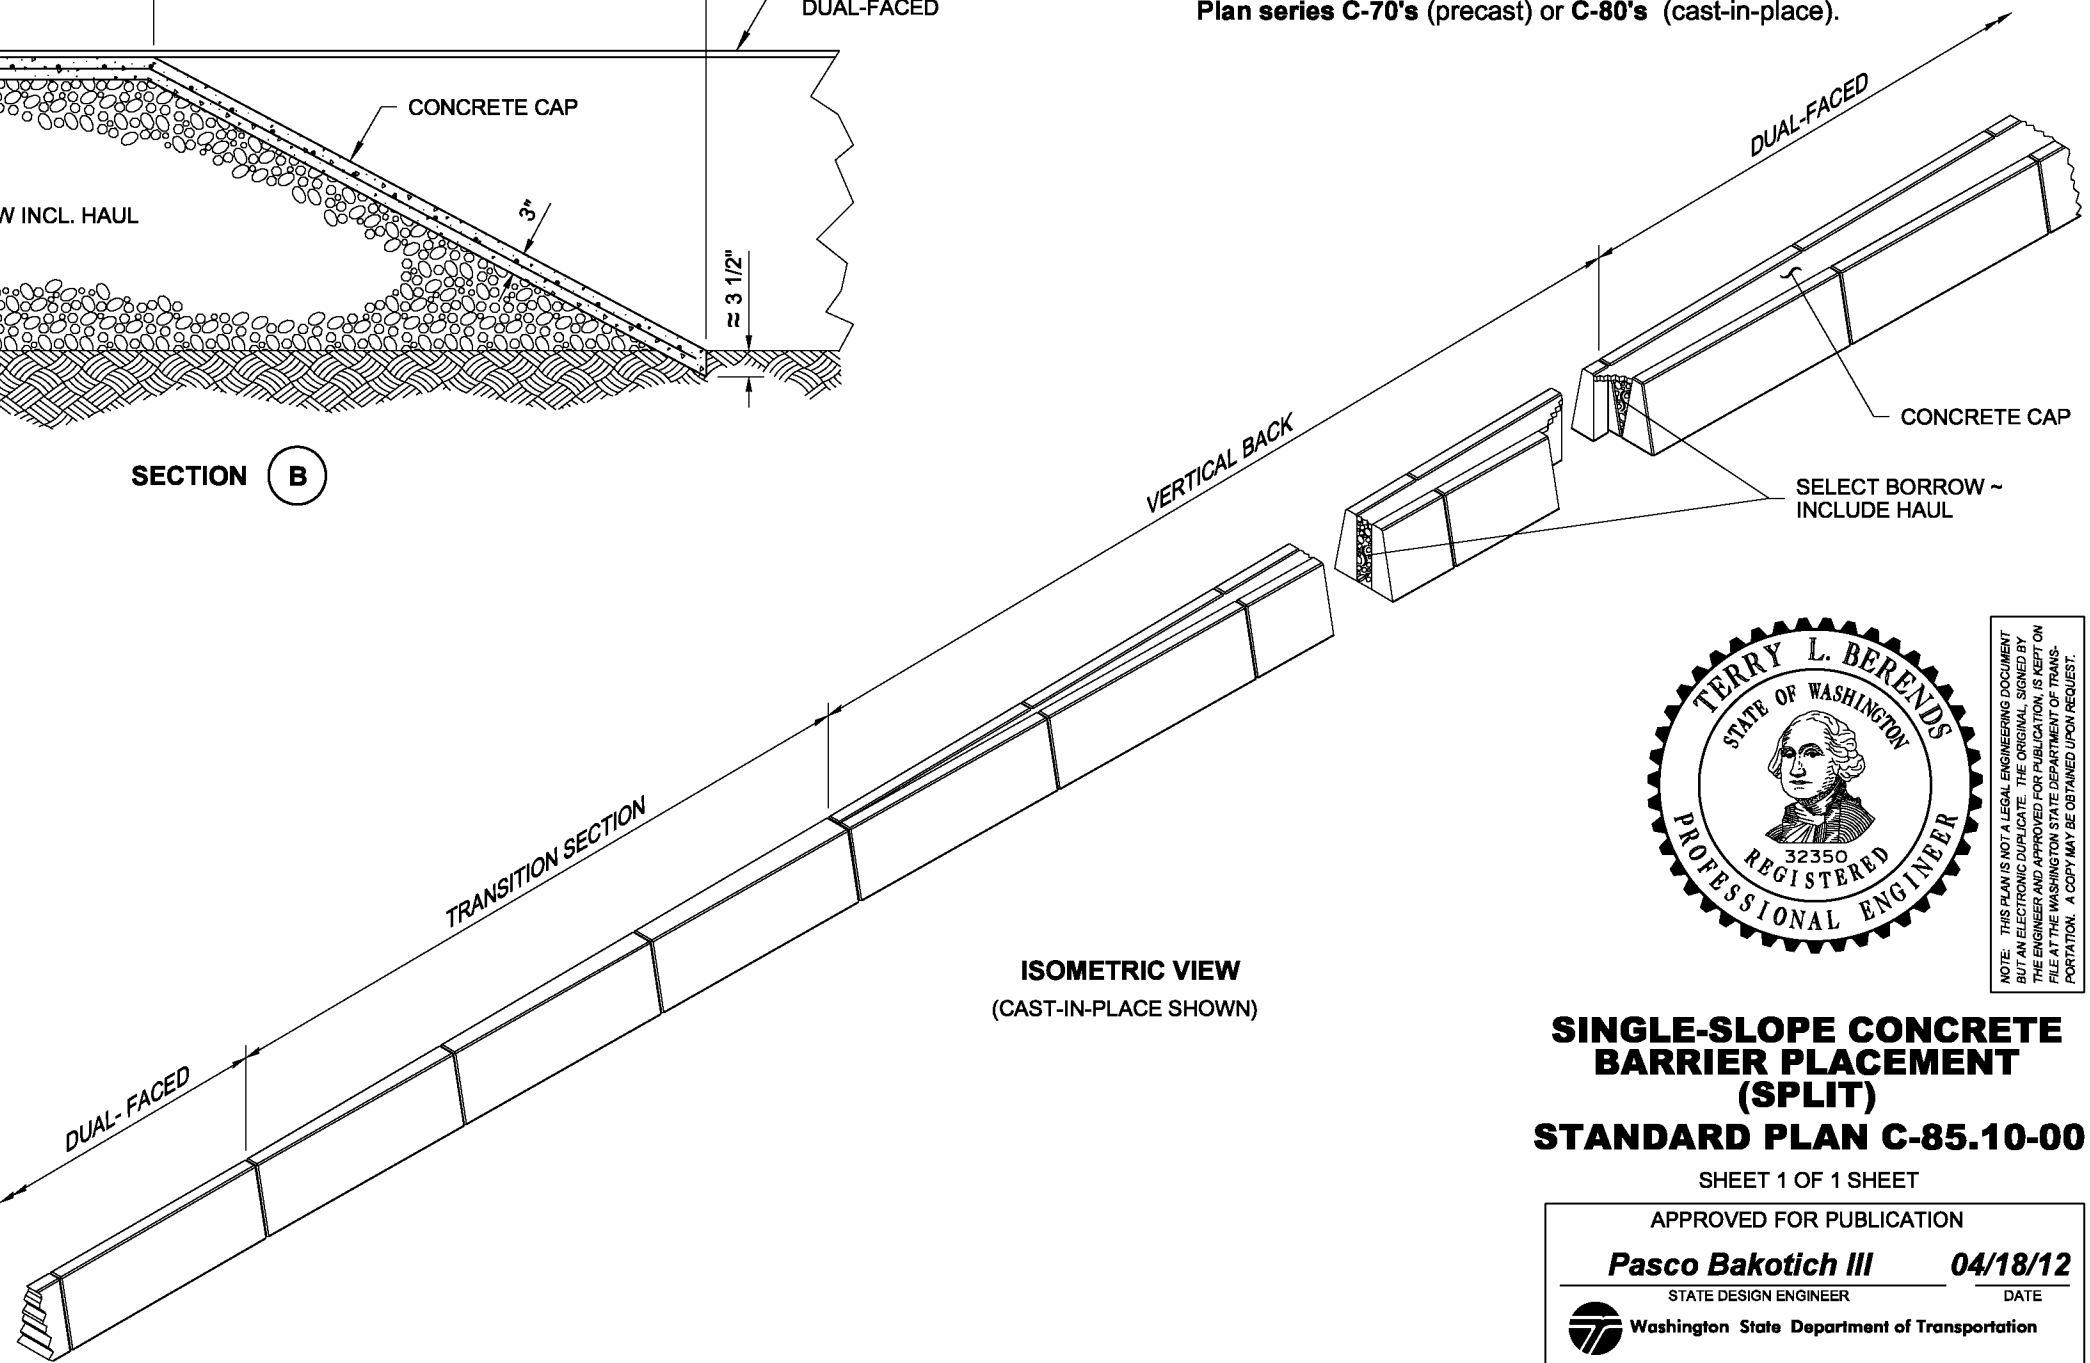 DUAL-FACED
Plan series C-70's (precast) or C-80's (cast-in-place).
CONCRETE CAP
W INCL. HAUL
3"
≈ 3 1/2"
SECTION B
DUAL-FACED
VERTICAL BACK
CONCRETE CAP
SELECT BORROW ~
INCLUDE HAUL
TRANSITION SECTION
DUAL- FACED
ISOMETRIC VIEW
(CAST-IN-PLACE SHOWN)
TERRY L. BERENDS
STATE OF WASHINGTON
32350
REGISTERED
PROFESSIONAL ENGINEER
NOTE: THIS PLAN IS NOT A LEGAL ENGINEERING DOCUMENT
BUT AN ELECTRONIC DUPLICATE. THE ORIGINAL, SIGNED BY
THE ENGINEER AND APPROVED FOR PUBLICATION, IS KEPT ON
FILE AT THE WASHINGTON STATE DEPARTMENT OF TRANS-
PORTATION. A COPY MAY BE OBTAINED UPON REQUEST.
SINGLE-SLOPE CONCRETE
BARRIER PLACEMENT
(SPLIT)
STANDARD PLAN C-85.10-00
SHEET 1 OF 1 SHEET
APPROVED FOR PUBLICATION
Pasco Bakotich III 04/18/12
STATE DESIGN ENGINEER DATE
Washington State Department of Transportation